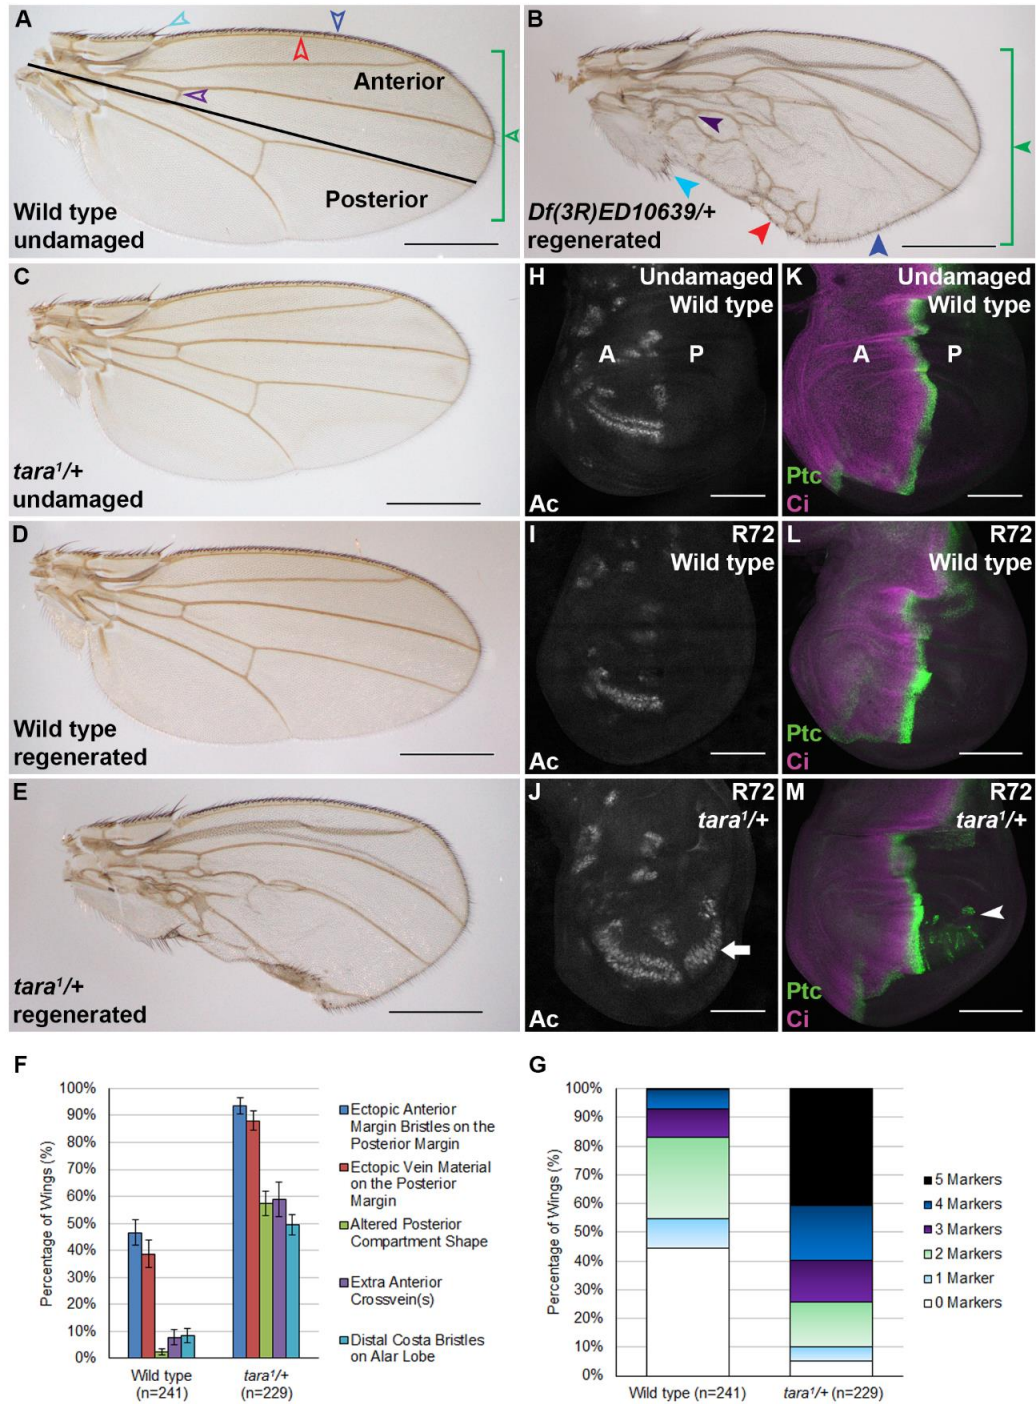 A
Anterior
Posterior
Wild type
undamaged
B
Df(3R)ED10639/+
regenerated
C
tara¹/+
undamaged
D
Wild type
regenerated
E
tara¹/+
regenerated
H
Undamaged
Wild type
A
P
Ac
K
Undamaged
Wild type
A
P
Ptc
Ci
I
R72
Wild type
Ac
L
R72
Wild type
Ptc
Ci
J
R72
tara¹/+
Ac
M
R72
tara¹/+
Ptc
Ci
F
Percentage of Wings (%)
100%
90%
80%
70%
60%
50%
40%
30%
20%
10%
0%
Wild type
(n=241)
tara¹/+
(n=229)
Ectopic Anterior
Margin Bristles on the
Posterior Margin
Ectopic Vein Material
on the Posterior
Margin
Altered Posterior
Compartment Shape
Extra Anterior
Crossvein(s)
Distal Costa Bristles
on Alar Lobe
G
Percentage of Wings (%)
100%
90%
80%
70%
60%
50%
40%
30%
20%
10%
0%
Wild type (n=241)
tara¹/+ (n=229)
5 Markers
4 Markers
3 Markers
2 Markers
1 Marker
0 Markers